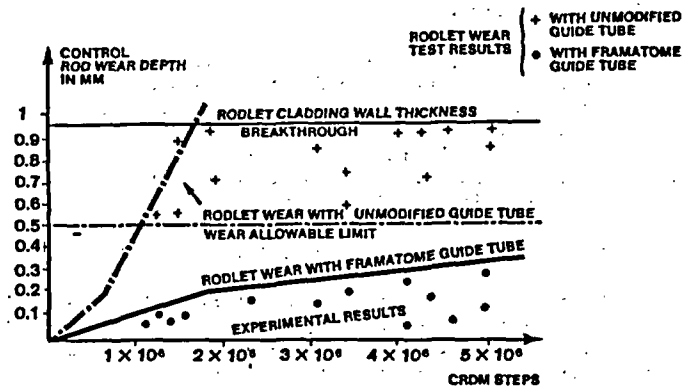 CONTROL
ROD WEAR DEPTH
IN MM
RODLET WEAR
TEST RESULTS
+ WITH UNMODIFIED
GUIDE TUBE
● WITH FRAMATOME
GUIDE TUBE
1
0.9
0.8
0.7
0.6
0.5
0.4
0.3
0.2
0.1
RODLET CLADDING WALL THICKNESS
BREAKTHROUGH
RODLET WEAR WITH UNMODIFIED GUIDE TUBE
WEAR ALLOWABLE LIMIT
RODLET WEAR WITH FRAMATOME GUIDE TUBE
EXPERIMENTAL RESULTS
1 X 10⁶ 2 X 10⁶ 3 X 10⁶ 4 X 10⁶ 5 X 10⁶
CRDM STEPS